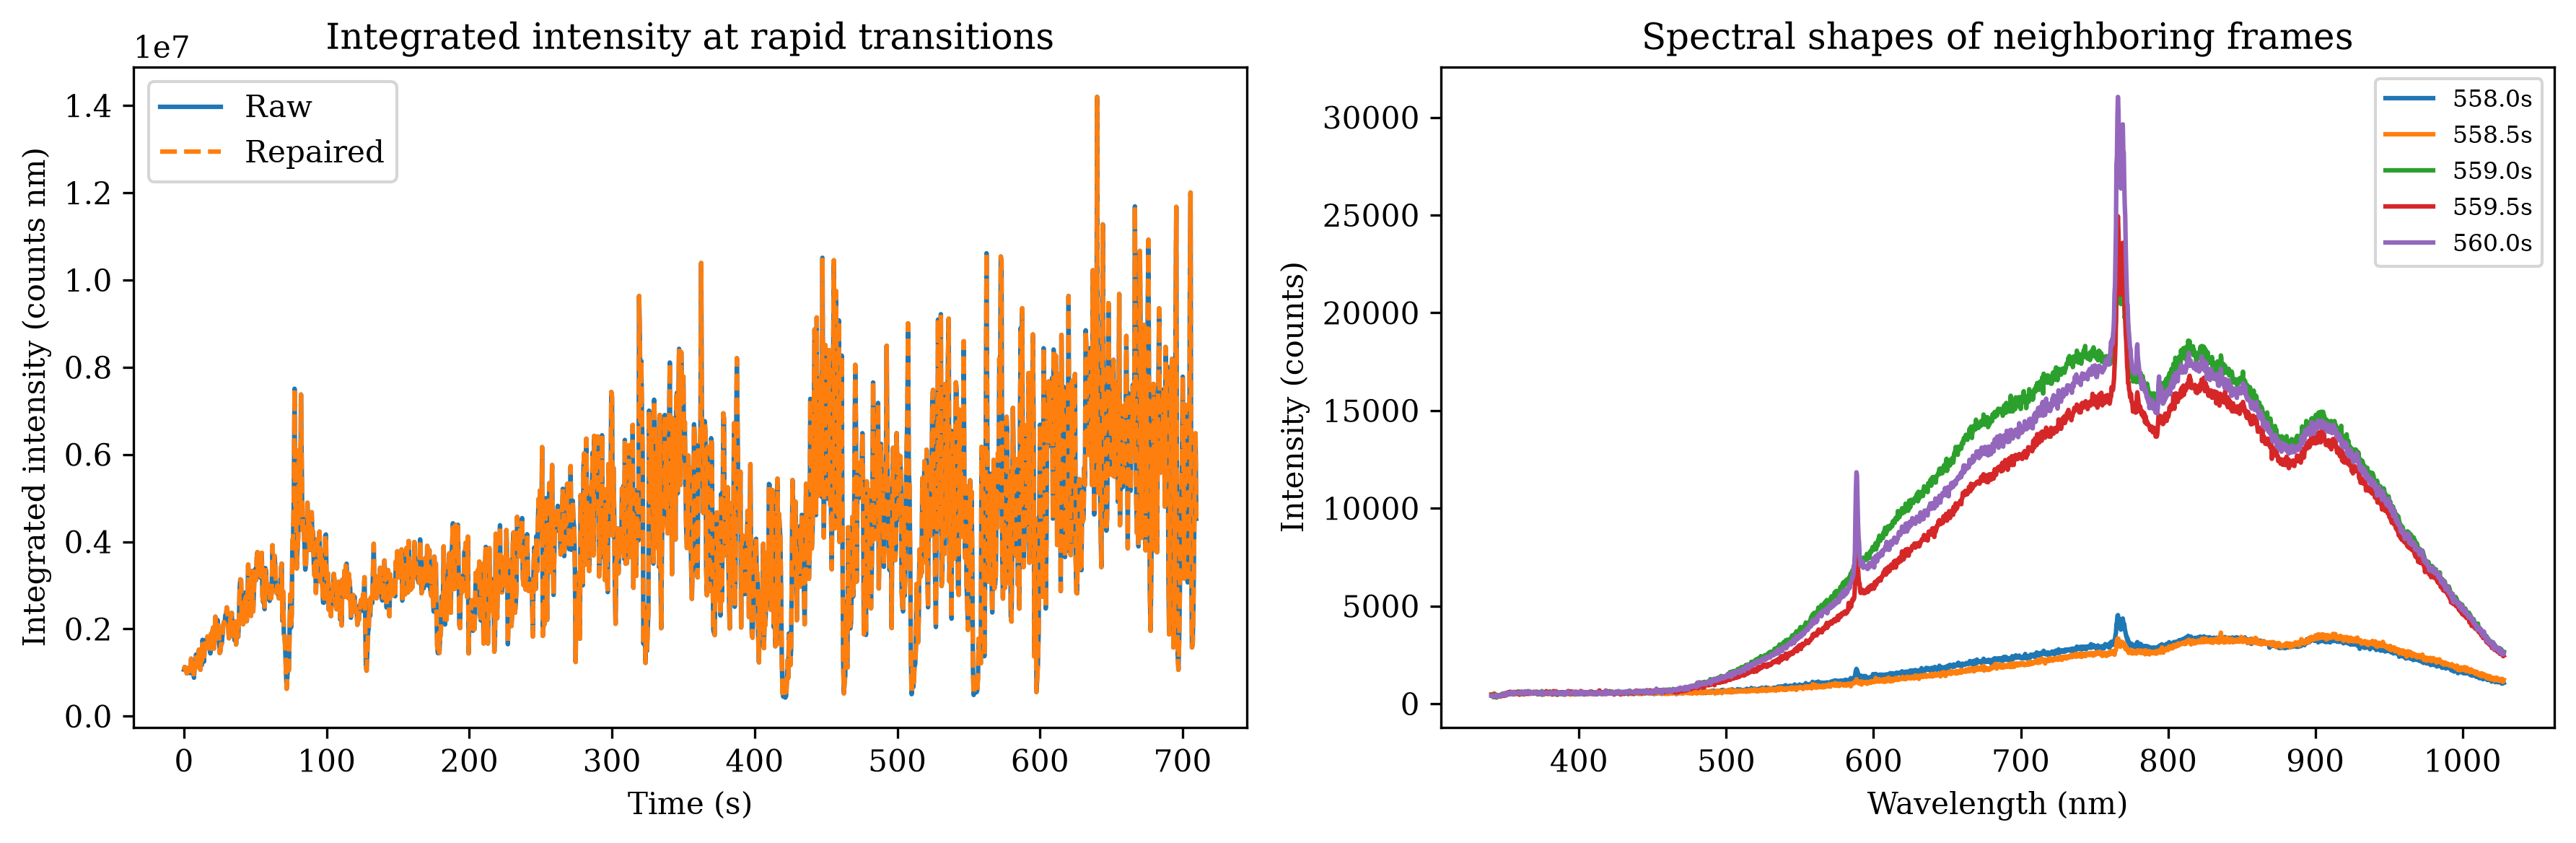 Integrated intensity at rapid transitions
1e7
Raw
Repaired
1.4
1.2
1.0
0.8
0.6
0.4
0.2
0.0
Integrated intensity (counts nm)
0 100 200 300 400 500 600 700
Time (s)
Spectral shapes of neighboring frames
558.0s
558.5s
559.0s
559.5s
560.0s
30000
25000
20000
15000
10000
5000
0
Intensity (counts)
400 500 600 700 800 900 1000
Wavelength (nm)